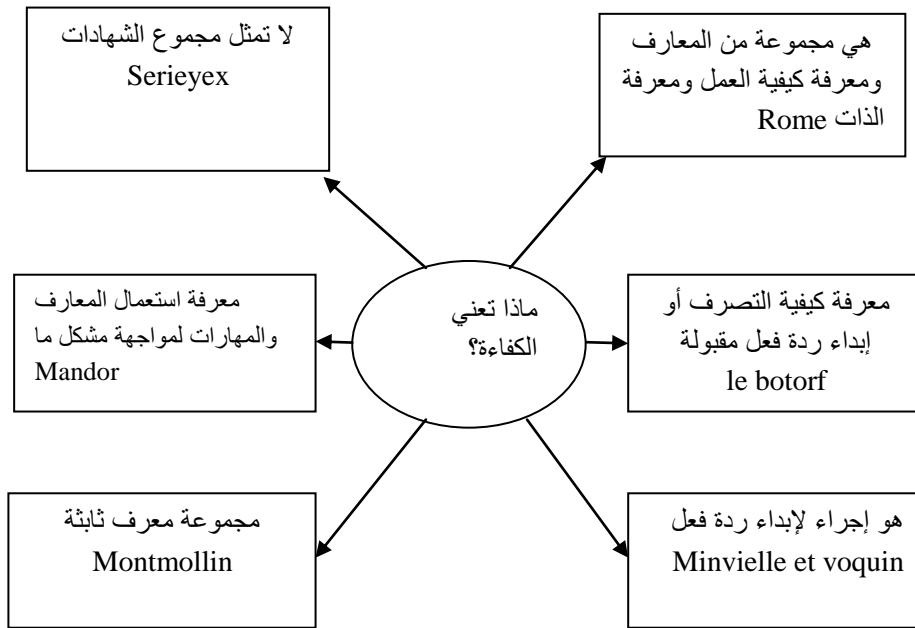 هي مجموعة من المعارف
ومعرفة كيفية العمل ومعرفة
الذات Rome
لا تمثل مجموع الشهادات
Serieyex
ماذا تعني
الكفاءة؟
معرفة كيفية التصرف أو
إبداء ردة فعل مقبولة
le botorf
معرفة استعمال المعارف
والمهارات لمواجهة مشكل ما
Mandor
هو إجراء لإبداء ردة فعل
Minvielle et voquin
مجموعة معرف ثابثة
Montmollin